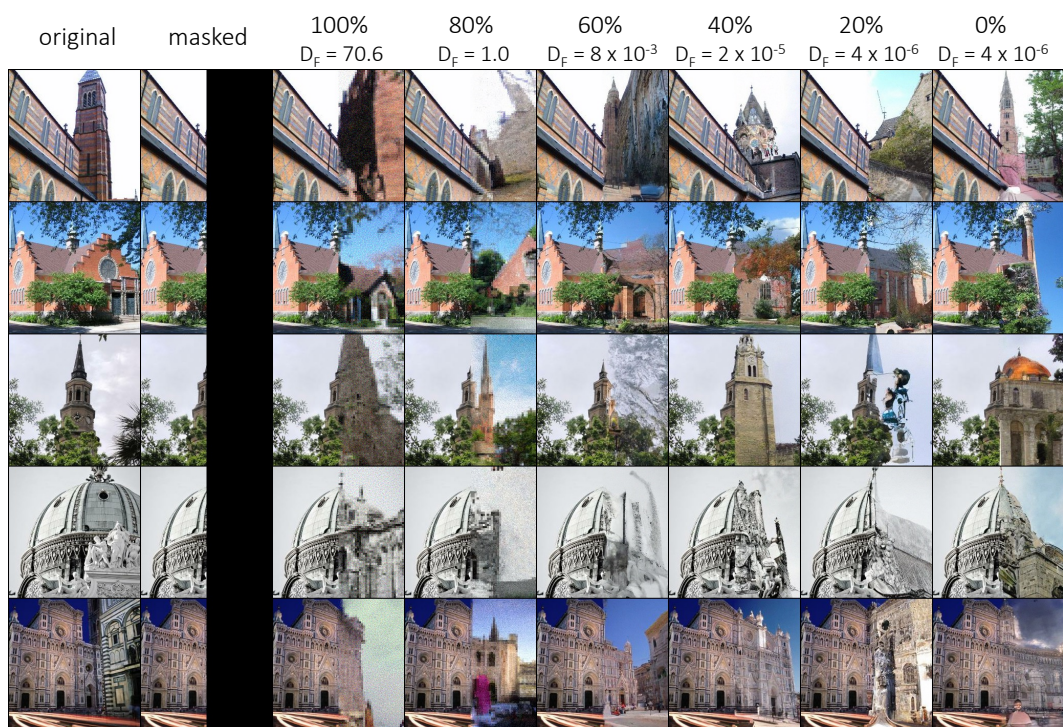 original masked 100% 80% 60% 40% 20% 0%
D_F = 70.6 D_F = 1.0 D_F = 8 x 10^-3 D_F = 2 x 10^-5 D_F = 4 x 10^-6 D_F = 4 x 10^-6